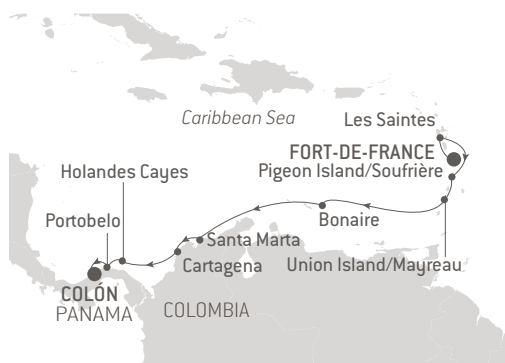 Les Saintes
Caribbean Sea
FORT-DE-FRANCE
Pigeon Island/Soufrière
Holandes Cayes
Portobelo
Bonaire
Santa Marta
Cartagena
Union Island/Mayreau
COLÓN
PANAMA
COLOMBIA